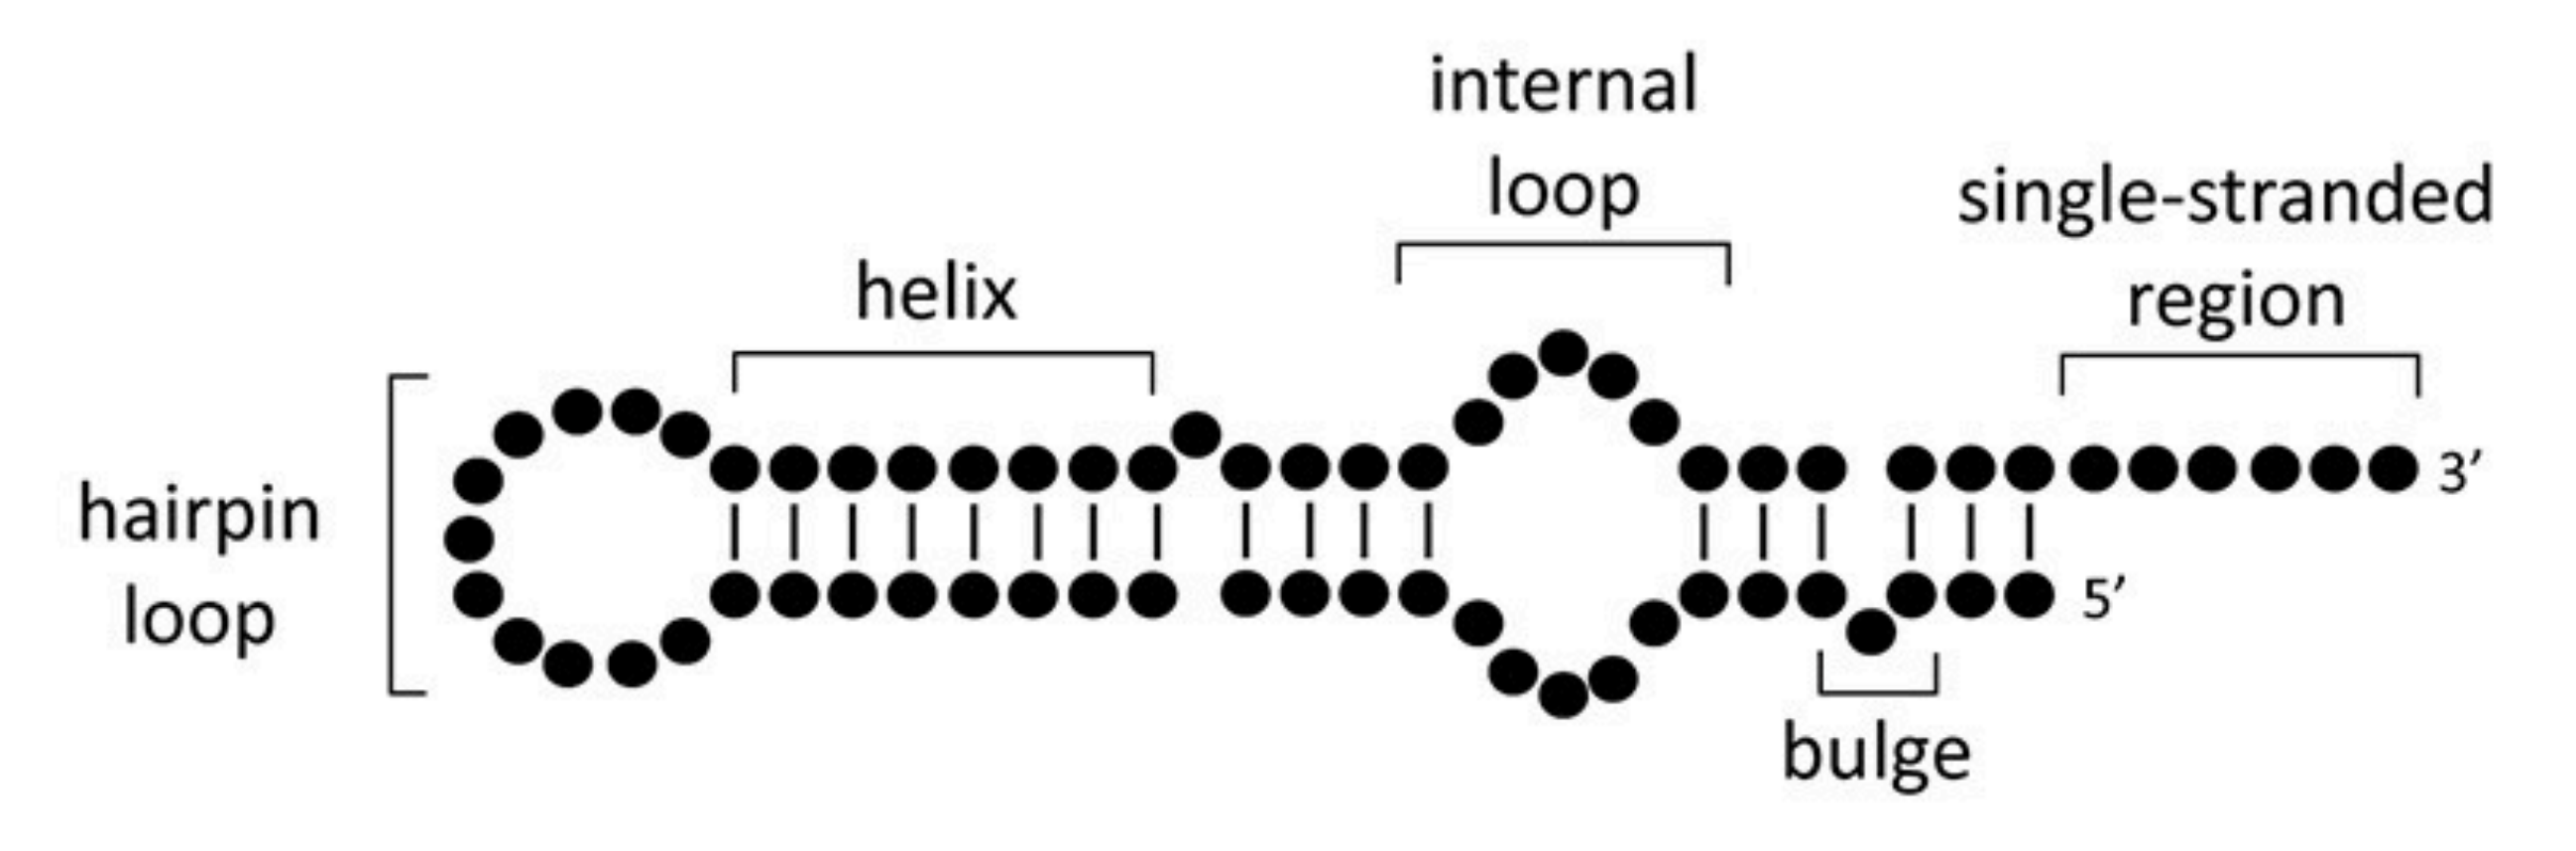 internal
loop
single-stranded
region
helix
hairpin
loop
3′
5′
bulge